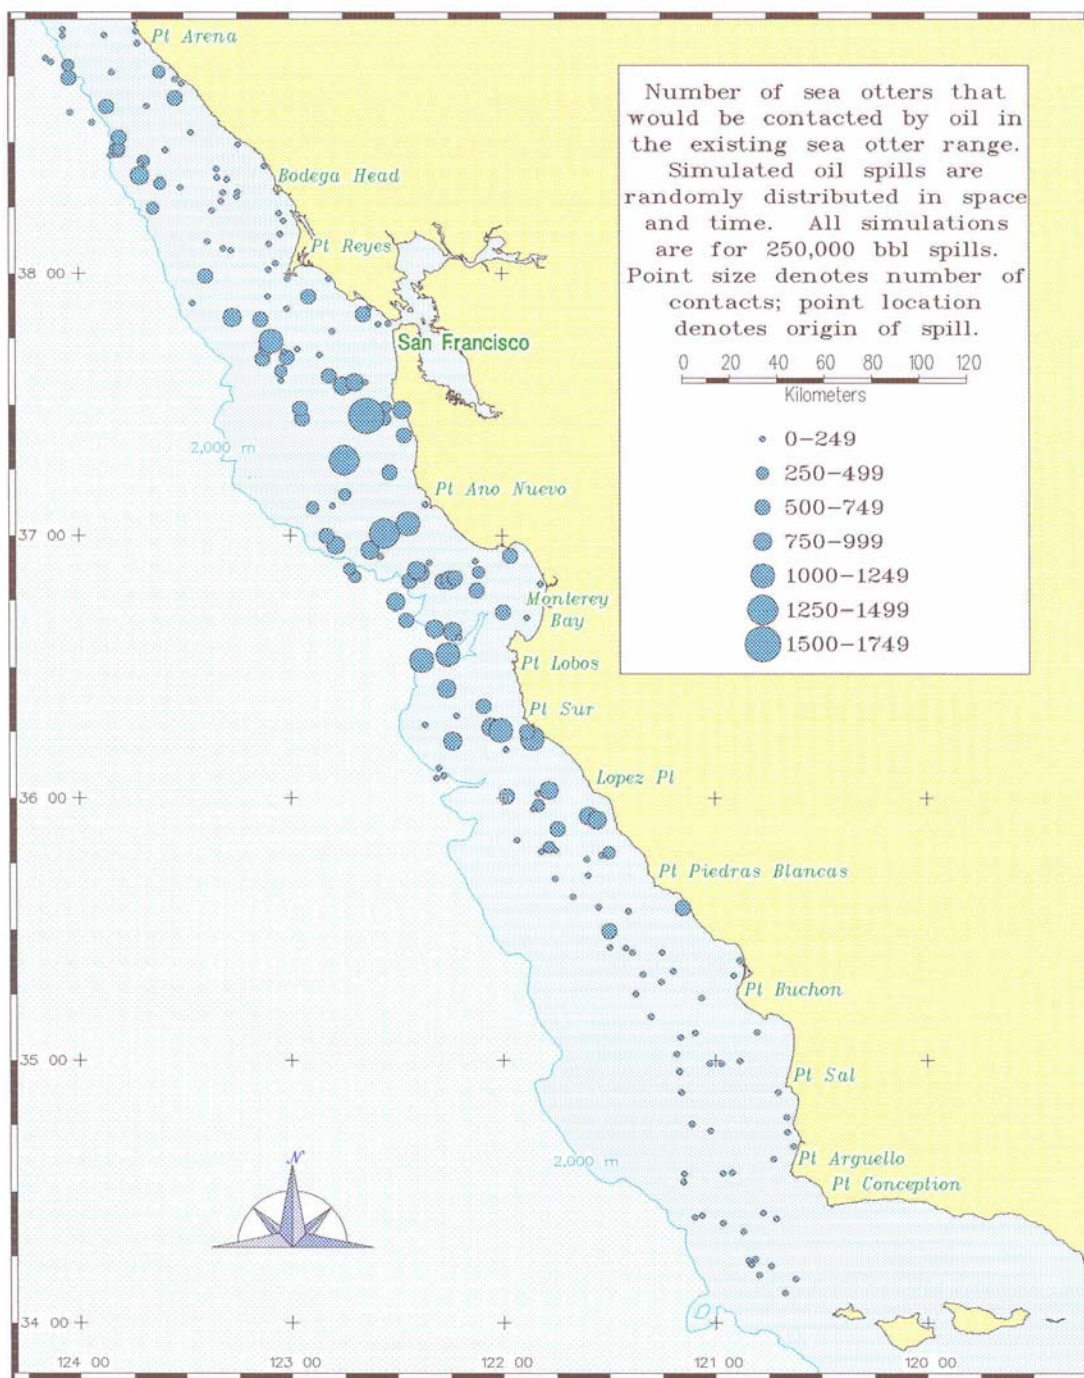 Pt Arena
Number of sea otters that
would be contacted by oil in
the existing sea otter range.
Simulated oil spills are
randomly distributed in space
and time. All simulations
are for 250,000 bbl spills.
Point size denotes number of
contacts; point location
denotes origin of spill.
0 20 40 60 80 100 120
Kilometers
0-249
250-499
500-749
750-999
1000-1249
1250-1499
1500-1749
Bodega Head
Pt Reyes
38 00
San Francisco
2,000 m
Pt Ano Nuevo
37 00
Monterey
Bay
Pt Lobos
Pt Sur
Lopez Pt
36 00
Pt Piedras Blancas
Pt Buchon
35 00
Pt Sal
2,000 m
Pt Arguello
Pt Conception
N
34 00
124 00 123 00 122 00 121 00 120 00